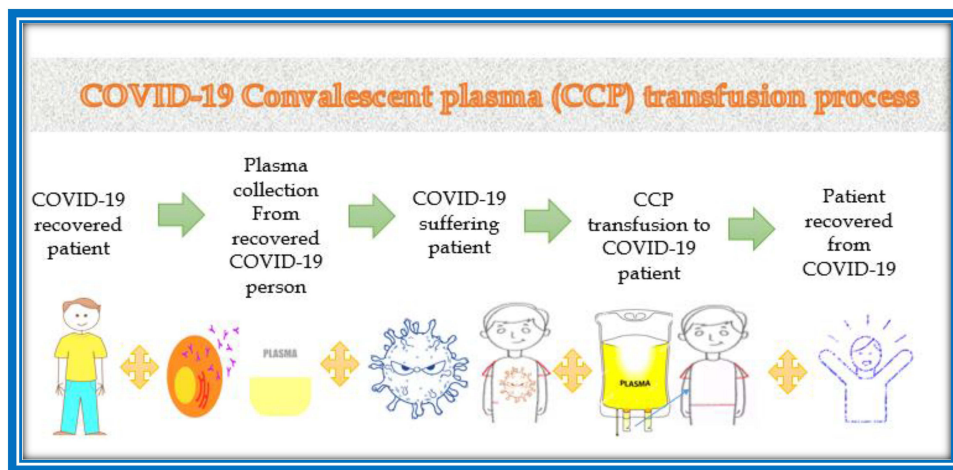 COVID-19 Convalescent plasma (CCP) transfusion process
COVID-19
recovered
patient
Plasma
collection
From
recovered
COVID-19
person
COVID-19
suffering
patient
CCP
transfusion to
COVID-19
patient
Patient
recovered
from
COVID-19
PLASMA
PLASMA